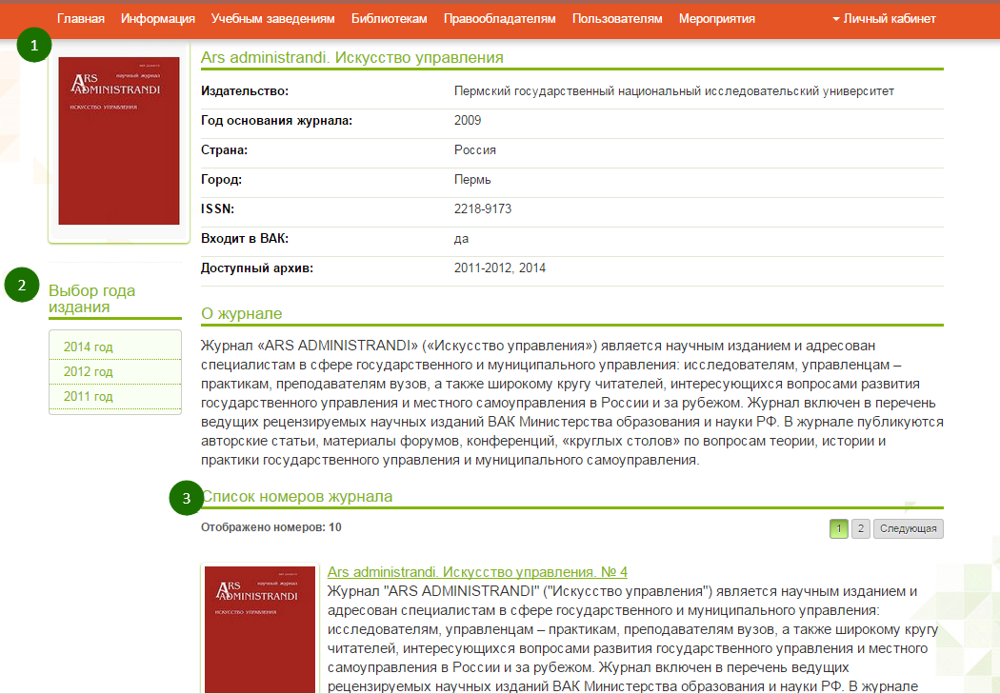 Главная Информация Учебным заведениям Библиотекам Правообладателям Пользователям Мероприятия Личный кабинет
1
ARS
научный журнал
ADMINISTRANDI
ИСКУССТВО УПРАВЛЕНИЯ
Ars administrandi. Искусство управления
Издательство: Пермский государственный национальный исследовательский университет
Год основания журнала: 2009
Страна: Россия
Город: Пермь
ISSN: 2218-9173
Входит в ВАК: да
Доступный архив: 2011-2012, 2014
2
Выбор года
издания
2014 год
2012 год
2011 год
О журнале
Журнал «ARS ADMINISTRANDI» («Искусство управления») является научным изданием и адресован
специалистам в сфере государственного и муниципального управления: исследователям, управленцам –
практикам, преподавателям вузов, а также широкому кругу читателей, интересующихся вопросами развития
государственного управления и местного самоуправления в России и за рубежом. Журнал включен в перечень
ведущих рецензируемых научных изданий ВАК Министерства образования и науки РФ. В журнале публикуются
авторские статьи, материалы форумов, конференций, «круглых столов» по вопросам теории, истории и
практики государственного управления и муниципального самоуправления.
3
Список номеров журнала
Отображено номеров: 10
1 2 Следующая
ARS
научный журнал
ADMINISTRANDI
ИСКУССТВО УПРАВЛЕНИЯ
Ars administrandi. Искусство управления. № 4
Журнал "ARS ADMINISTRANDI" ("Искусство управления") является научным изданием и
адресован специалистам в сфере государственного и муниципального управления:
исследователям, управленцам – практикам, преподавателям вузов, а также широкому кругу
читателей, интересующихся вопросами развития государственного управления и местного
самоуправления в России и за рубежом. Журнал включен в перечень ведущих
рецензируемых научных изданий ВАК Министерства образования и науки РФ. В журнале